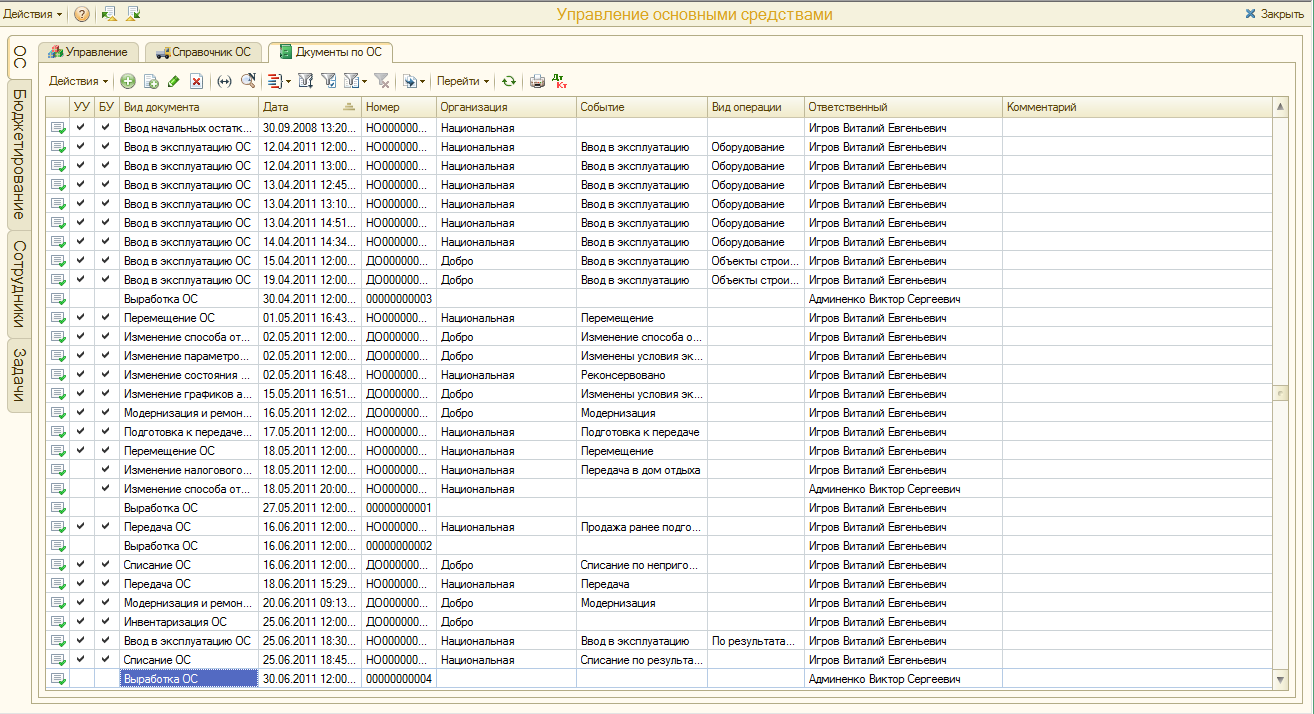 Действия Управление основными средствами Закрыть
Управление Справочник ОС Дкументы по ОС
ОС
Бюджетирование
Сотрудники
Задачи
Действия Перейти Дт Кт
УУ БУ Вид документа Дата Номер Организация Событие Вид операции Ответственный Комментарий
Ввод начальных остатк... 30.09.2008 13:20... НО000000... Национальная Игров Виталий Евгеньевич
Ввод в эксплуатацию ОС 12.04.2011 12:00... НО000000... Национальная Ввод в эксплуатацию Оборудование Игров Виталий Евгеньевич
Ввод в эксплуатацию ОС 12.04.2011 13:00... НО000000... Национальная Ввод в эксплуатацию Оборудование Игров Виталий Евгеньевич
Ввод в эксплуатацию ОС 13.04.2011 12:45... НО000000... Национальная Ввод в эксплуатацию Оборудование Игров Виталий Евгеньевич
Ввод в эксплуатацию ОС 13.04.2011 13:10... НО000000... Национальная Ввод в эксплуатацию Оборудование Игров Виталий Евгеньевич
Ввод в эксплуатацию ОС 13.04.2011 14:51... НО000000... Национальная Ввод в эксплуатацию Оборудование Игров Виталий Евгеньевич
Ввод в эксплуатацию ОС 14.04.2011 14:34... НО000000... Национальная Ввод в эксплуатацию Оборудование Игров Виталий Евгеньевич
Ввод в эксплуатацию ОС 15.04.2011 12:00... ДО000000... Добро Ввод в эксплуатацию Объекты строи... Игров Виталий Евгеньевич
Ввод в эксплуатацию ОС 19.04.2011 12:00... ДО000000... Добро Ввод в эксплуатацию Объекты строи... Игров Виталий Евгеньевич
Выработка ОС 30.04.2011 12:00... 00000000003 Админенко Виктор Сергеевич
Перемещение ОС 01.05.2011 16:43... НО000000... Национальная Перемещение Игров Виталий Евгеньевич
Изменение способа от... 02.05.2011 12:00... ДО000000... Добро Изменение способа о... Игров Виталий Евгеньевич
Изменение параметро... 02.05.2011 12:00... ДО000000... Добро Изменены условия эк... Игров Виталий Евгеньевич
Изменение состояния ... 02.05.2011 16:48... НО000000... Национальная Реконсервовано Игров Виталий Евгеньевич
Изменение графиков а... 15.05.2011 16:51... ДО000000... Добро Изменены условия эк... Игров Виталий Евгеньевич
Модернизация и ремон... 16.05.2011 12:02... ДО000000... Добро Модернизация Игров Виталий Евгеньевич
Подготовка к передаче... 17.05.2011 12:00... НО000000... Национальная Подготовка к передаче Игров Виталий Евгеньевич
Перемещение ОС 18.05.2011 12:00... НО000000... Национальная Перемещение Игров Виталий Евгеньевич
Изменение налогового... 18.05.2011 12:00... НО000000... Национальная Передача в дом отдыха Игров Виталий Евгеньевич
Изменение способа от... 18.05.2011 20:00... НО000000... Национальная Админенко Виктор Сергеевич
Выработка ОС 27.05.2011 12:00... 00000000001 Игров Виталий Евгеньевич
Передача ОС 16.06.2011 12:00... НО000000... Национальная Продажа ранее подго... Игров Виталий Евгеньевич
Выработка ОС 16.06.2011 12:00... 00000000002 Игров Виталий Евгеньевич
Списание ОС 16.06.2011 12:00... ДО000000... Добро Списание по неприго... Игров Виталий Евгеньевич
Передача ОС 18.06.2011 15:29... НО000000... Национальная Передача Игров Виталий Евгеньевич
Модернизация и ремон... 20.06.2011 09:13... ДО000000... Добро Модернизация Игров Виталий Евгеньевич
Инвентаризация ОС 25.06.2011 12:00... ДО000000... Добро Игров Виталий Евгеньевич
Ввод в эксплуатацию ОС 25.06.2011 18:30... НО000000... Национальная Ввод в эксплуатацию По результата... Игров Виталий Евгеньевич
Списание ОС 25.06.2011 18:45... НО000000... Национальная Списание по результа... Игров Виталий Евгеньевич
Выработка ОС 30.06.2011 12:00... 00000000004 Админенко Виктор Сергеевич